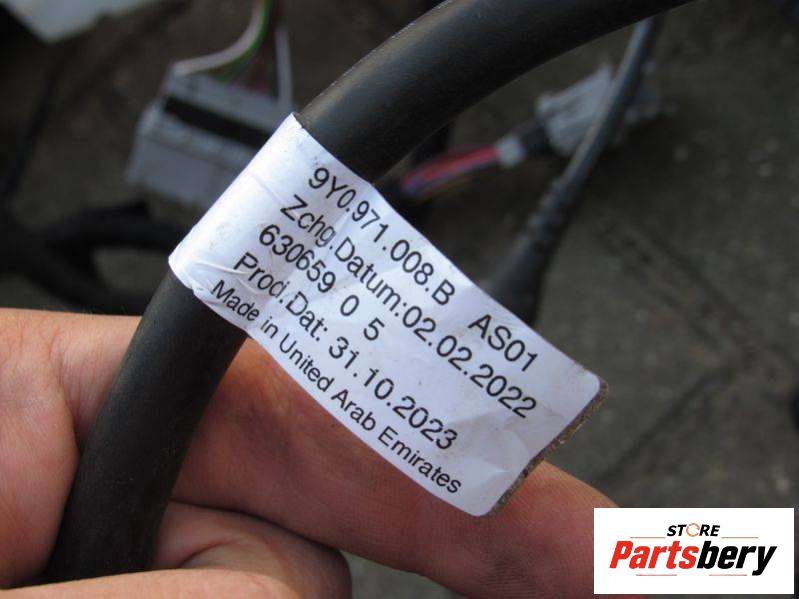 9Y0.971.008.B AS01
Zchg.Datum:02.02.2022
630659 0 5
Prod.Dat: 31.10.2023
Made in United Arab Emirates
STORE
Partsbery